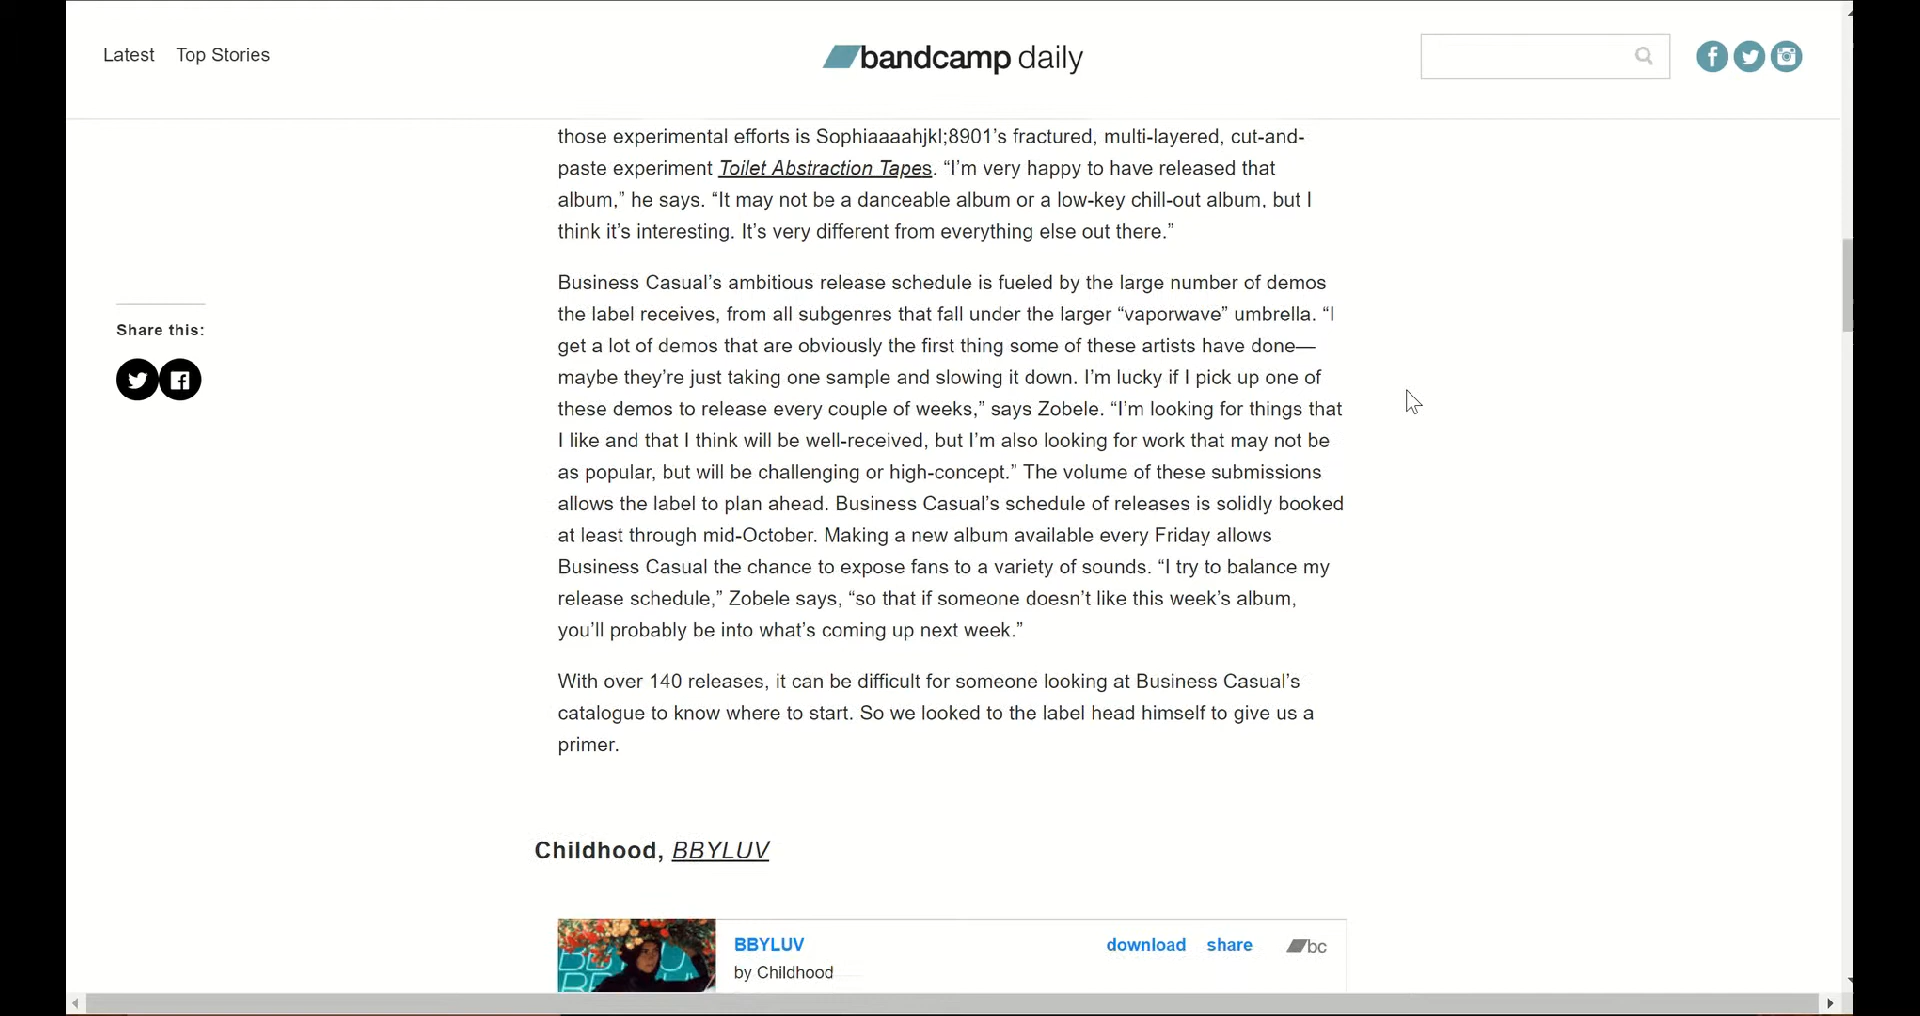 Latest Top Stories
bandcamp daily
those experimental efforts is Sophiaaaahjkl;8901’s fractured, multi-layered, cut-and-
paste experiment Toilet Abstraction Tapes. “I’m very happy to have released that
album,” he says. “It may not be a danceable album or a low-key chill-out album, but I
think it’s interesting. It’s very different from everything else out there.”
Share this:
Business Casual’s ambitious release schedule is fueled by the large number of demos
the label receives, from all subgenres that fall under the larger “vaporwave” umbrella. “I
get a lot of demos that are obviously the first thing some of these artists have done—
maybe they’re just taking one sample and slowing it down. I’m lucky if I pick up one of
these demos to release every couple of weeks,” says Zobele. “I’m looking for things that
I like and that I think will be well-received, but I’m also looking for work that may not be
as popular, but will be challenging or high-concept.” The volume of these submissions
allows the label to plan ahead. Business Casual’s schedule of releases is solidly booked
at least through mid-October. Making a new album available every Friday allows
Business Casual the chance to expose fans to a variety of sounds. “I try to balance my
release schedule,” Zobele says, “so that if someone doesn’t like this week’s album,
you’ll probably be into what’s coming up next week.”
With over 140 releases, it can be difficult for someone looking at Business Casual’s
catalogue to know where to start. So we looked to the label head himself to give us a
primer.
Childhood, BBYLUV
BBYLUV download share bc
by Childhood